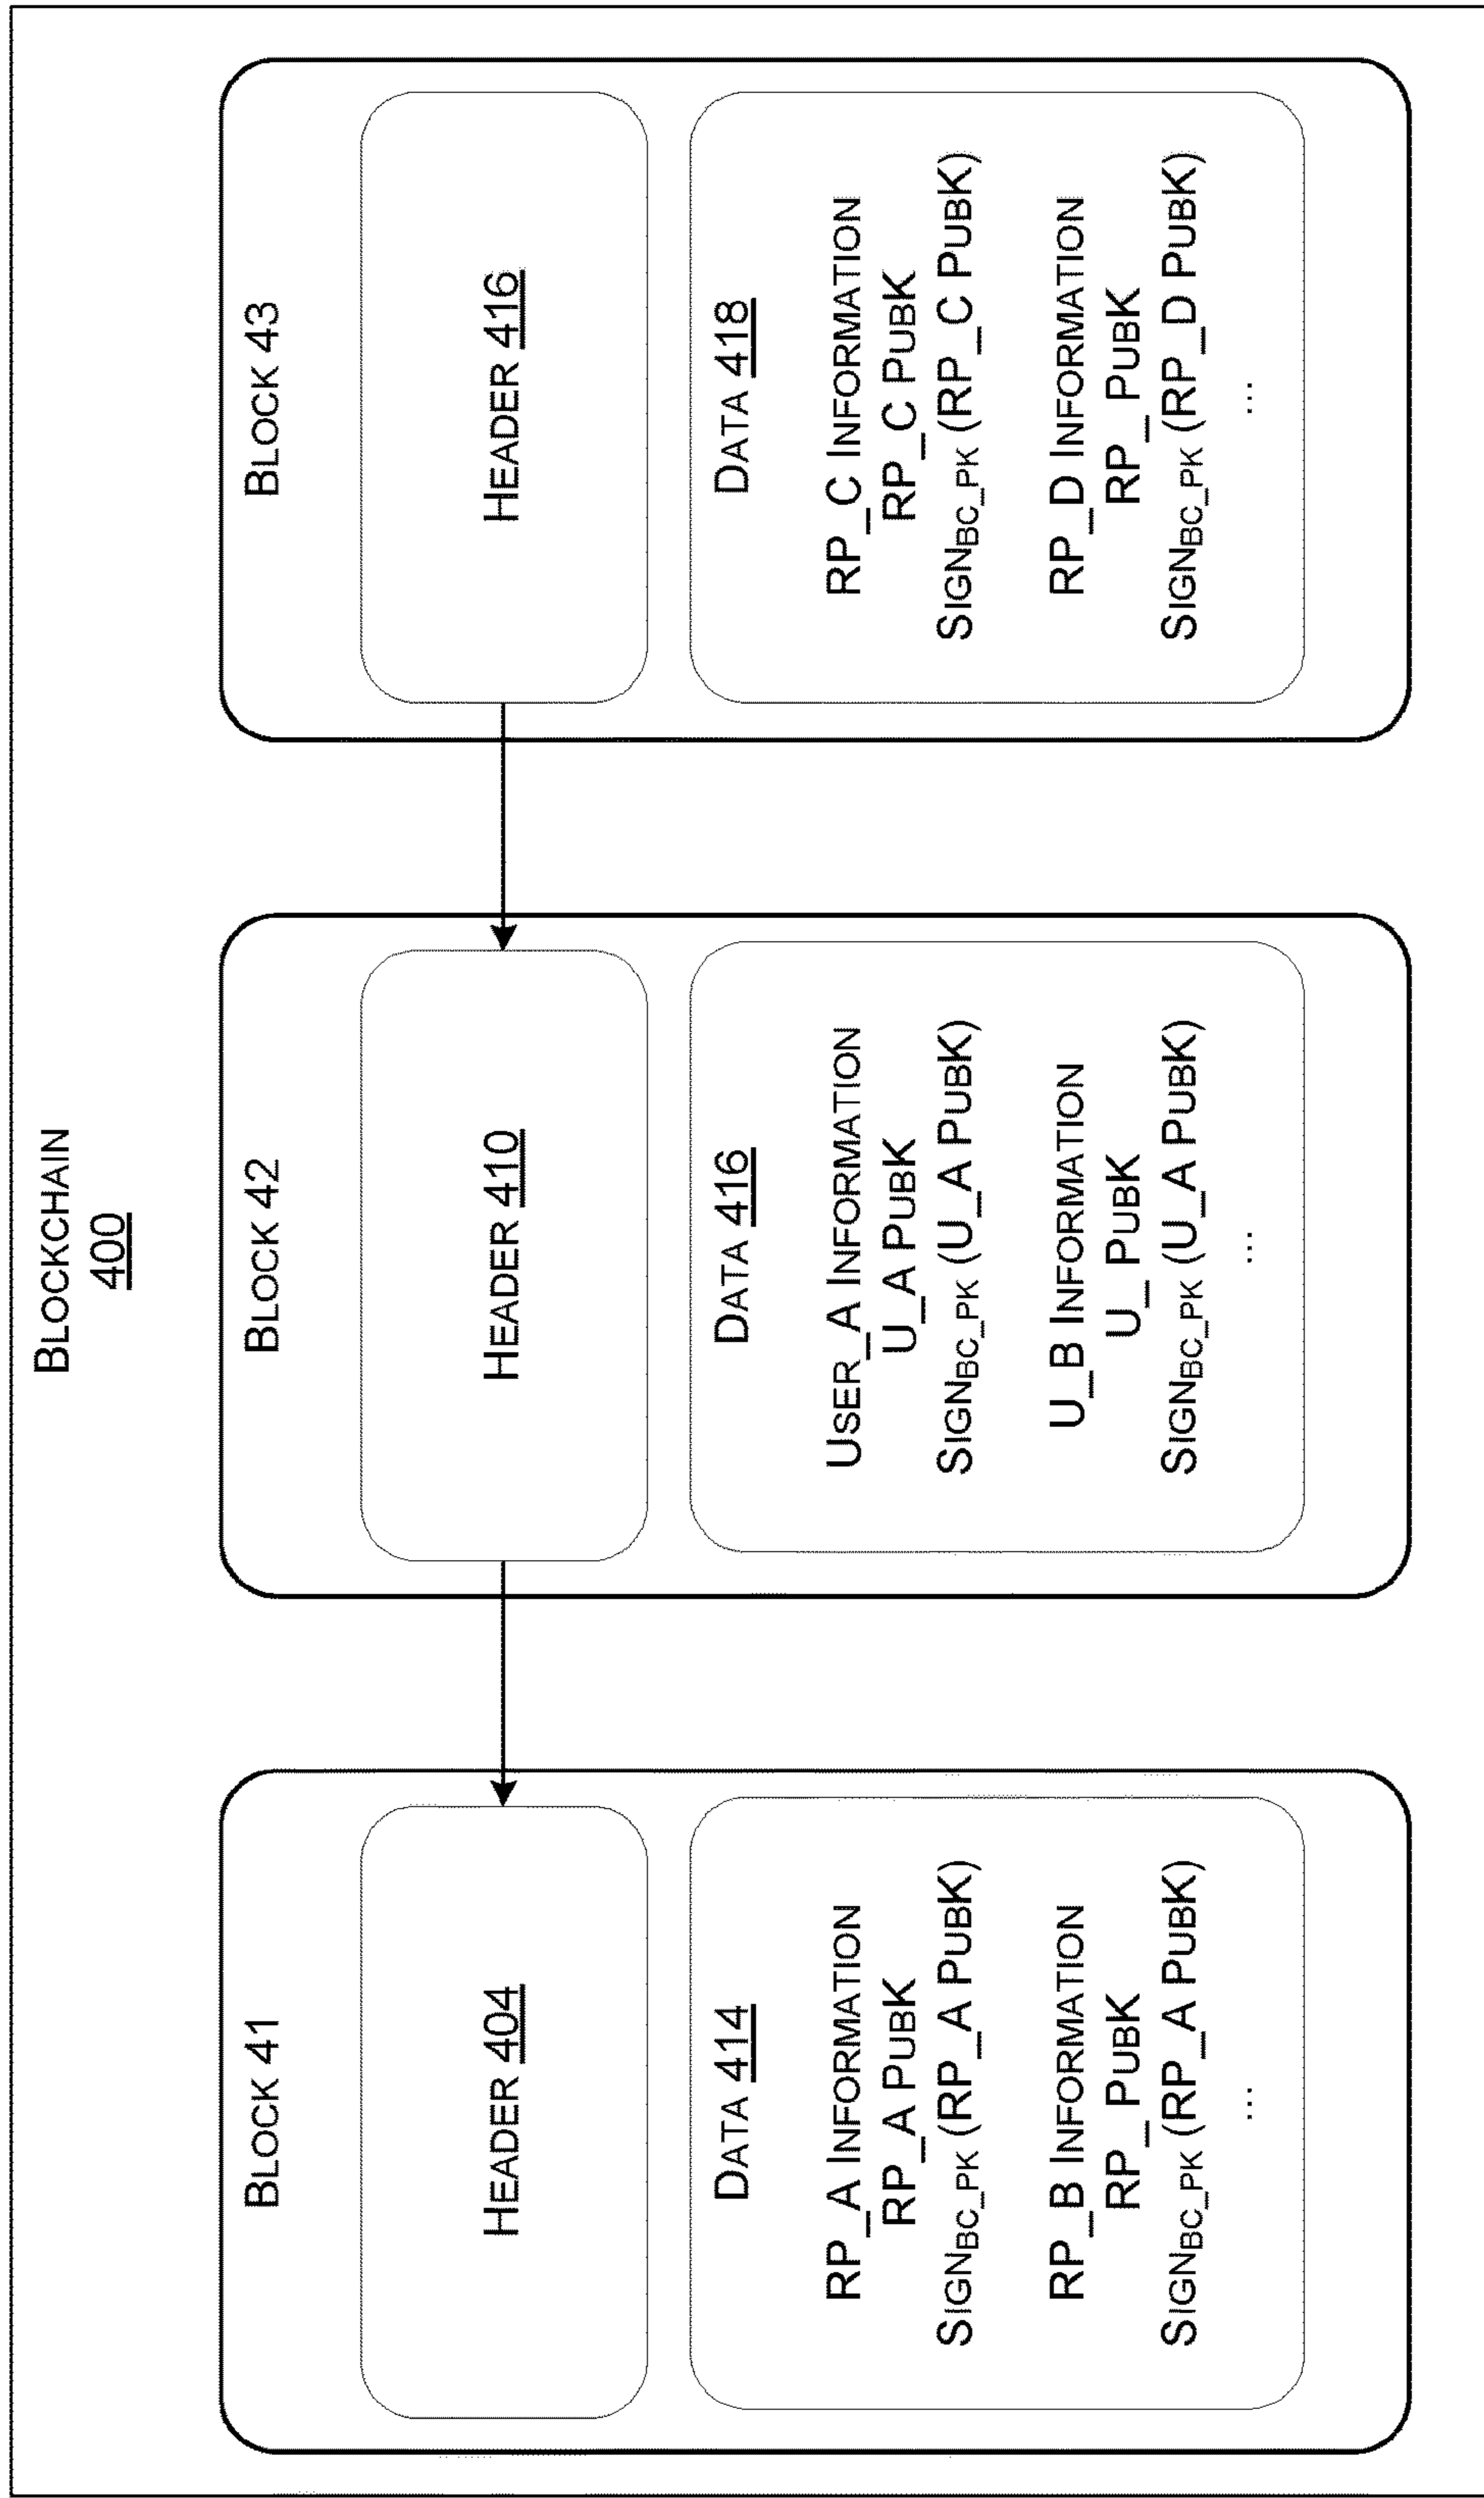 BLOCKCHAIN
400
BLOCK 41
HEADER 404
DATA 414
RP_A INFORMATION
RP_A PUBK
SIGNBC_PK (RP_A PUBK)
RP_B INFORMATION
RP_ PUBK
SIGNBC_PK (RP_A PUBK)
...
BLOCK 42
HEADER 410
DATA 416
USER_A INFORMATION
U_A PUBK
SIGNBC_PK (U_A PUBK)
U_B INFORMATION
U_ PUBK
SIGNBC_PK (U_A PUBK)
...
BLOCK 43
HEADER 416
DATA 418
RP_C INFORMATION
RP_C PUBK
SIGNBC_PK (RP_C PUBK)
RP_D INFORMATION
RP_ PUBK
SIGNBC_PK (RP_D PUBK)
...